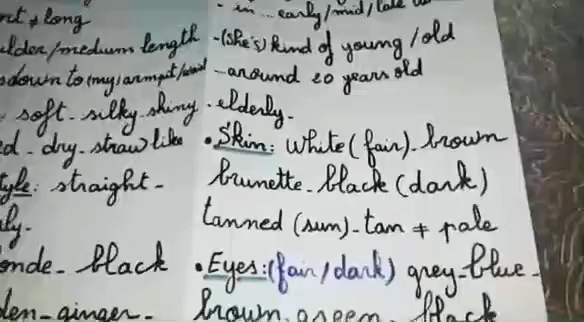 & long
medium length
down to (my) armpit/
soft - silky - shiny
dry - straw like
straight -
black
ginger -
- in ... early/mid/late
- (she's) kind of young/old
- around 20 years old
- elderly -
• Skin: white (fair) - brown
brunette - black (dark)
tanned (sun) - tan ≠ pale
• Eyes: (fair/dark) grey - blue -
brown - green - black